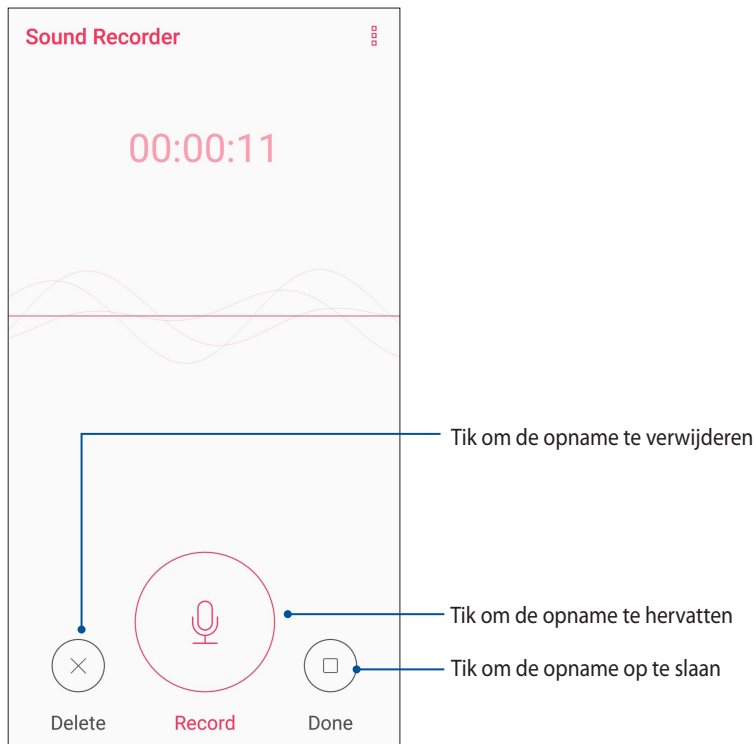 Sound Recorder
00:00:11
Tik om de opname te verwijderen
Tik om de opname te hervatten
Tik om de opname op te slaan
Delete Record Done